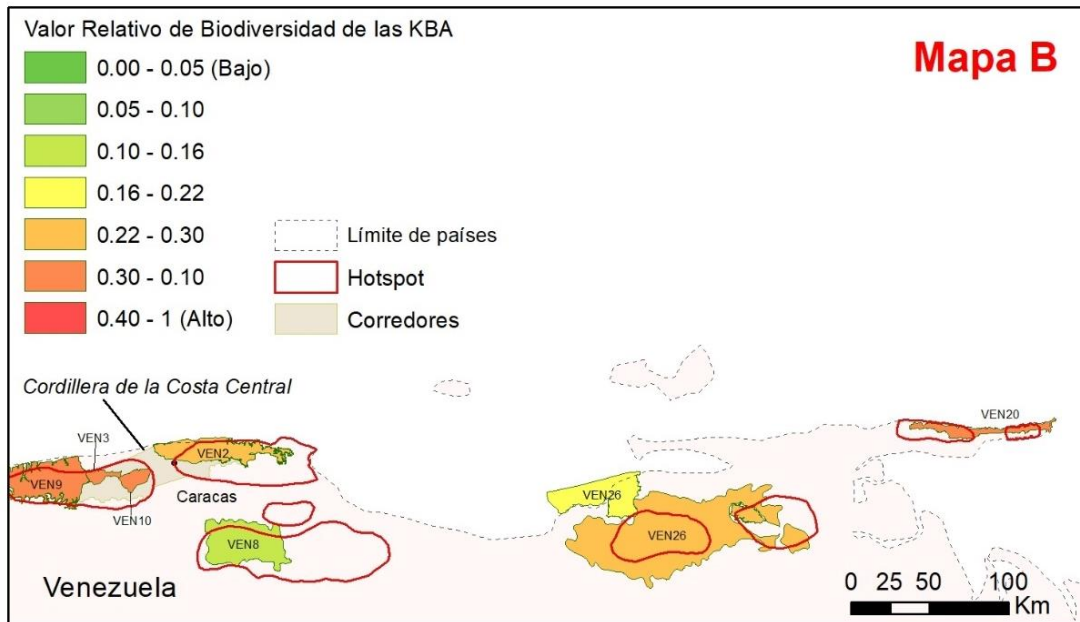 Valor Relativo de Biodiversidad de las KBA
Mapa B
0.00 - 0.05 (Bajo)
0.05 - 0.10
0.10 - 0.16
0.16 - 0.22
0.22 - 0.30
0.30 - 0.10
0.40 - 1 (Alto)
Límite de países
Hotspot
Corredores
Cordillera de la Costa Central
VEN3
VEN2
VEN20
VEN9
Caracas
VEN10
VEN26
VEN8
VEN26
Venezuela
0 25 50 100
Km